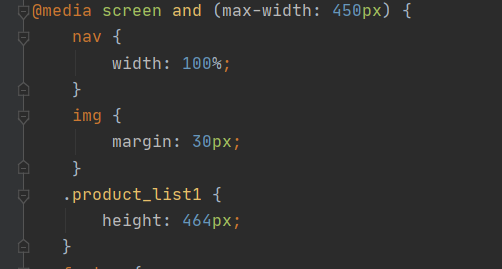 @media screen and (max-width: 450px) {
    nav {
        width: 100%;
    }
    img {
        margin: 30px;
    }
   .product_list1 {
       height: 464px;
   }